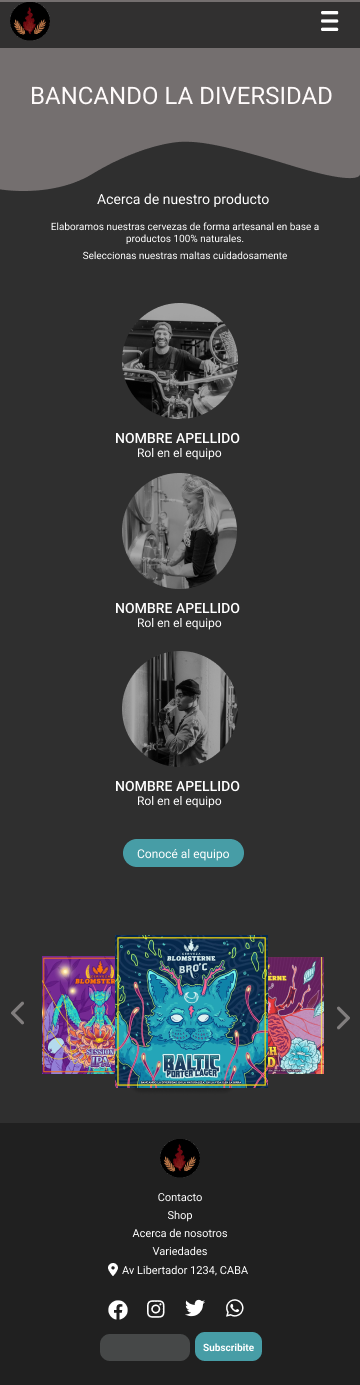 BANCANDO LA DIVERSIDAD
Acerca de nuestro producto
Elaboramos nuestras cervezas de forma artesanal en base a
productos 100% naturales.
Seleccionas nuestras maltas cuidadosamente
NOMBRE APELLIDO
Rol en el equipo
NOMBRE APELLIDO
Rol en el equipo
NOMBRE APELLIDO
Rol en el equipo
Conocé al equipo
BLOMSTERNE
SESSION
IPA
CERVEZA
BLOMSTERNE
BRO'C
BALTIC
PORTER LAGER
Contacto
Shop
Acerca de nosotros
Variedades
Av Libertador 1234, CABA
Subscribite